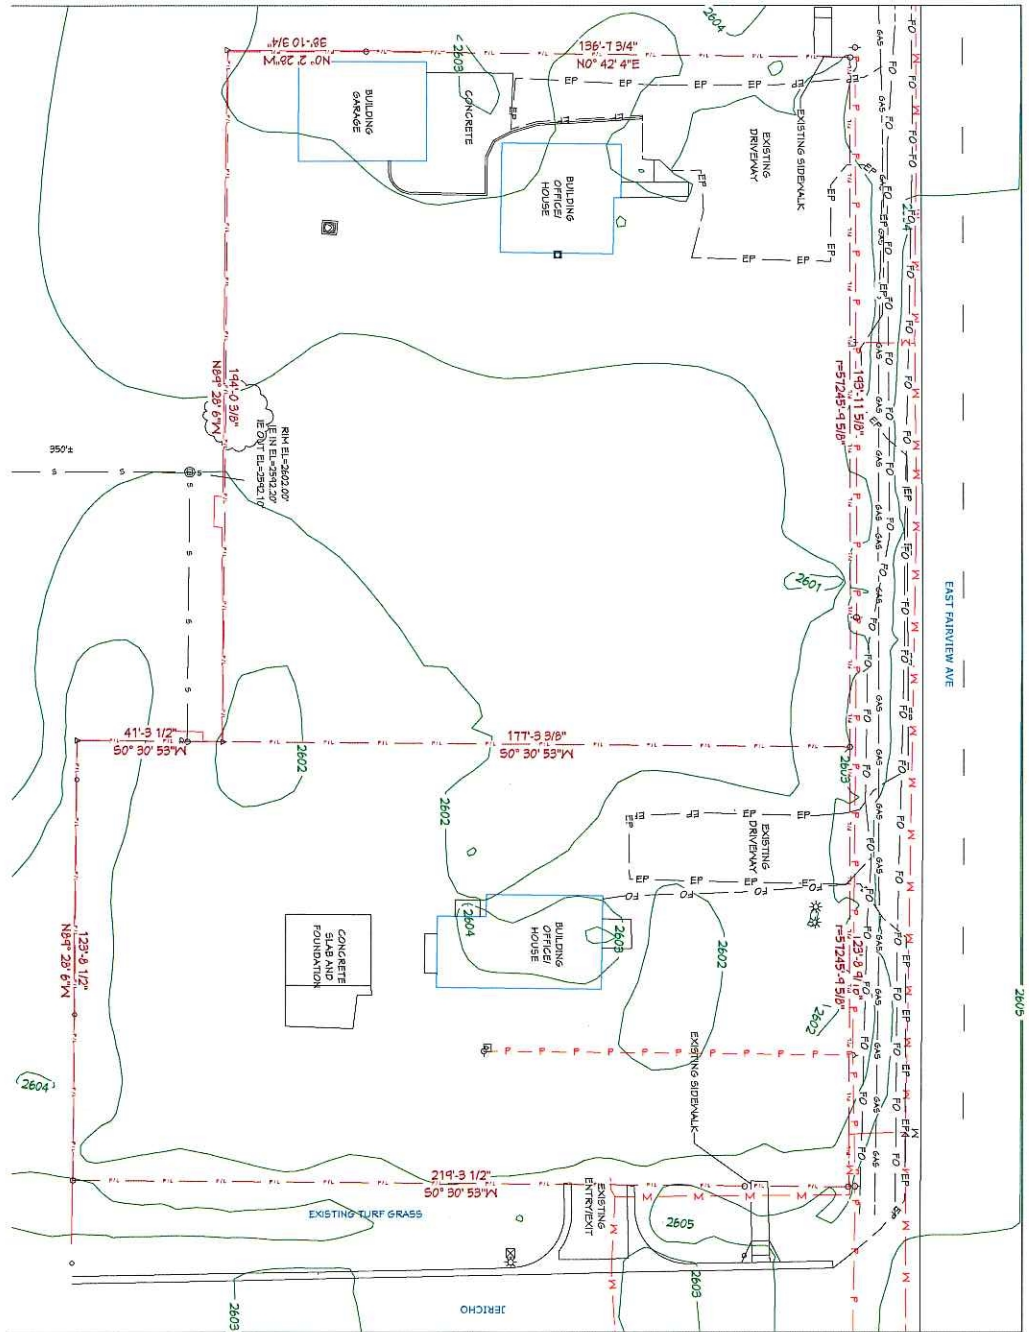 2604
38'-10 3/4"
N0° 2' 28"W
2603
136'-7 3/4"
N0° 42' 4"E
BUILDING
GARAGE
CONCRETE
EXISTING
DRIVEWAY
EXISTING SIDEWALK
BUILDING
OFFICE/
HOUSE
194'-0 3/8"
N89° 28' 6"W
RIM EL=2602.00'
IE IN EL=2592.20'
IE OUT EL=2592.10'
350'±
193'-11 5/8"
r=57245'-9 5/8"
2601
EAST FAIRVIEW AVE
41'-3 1/2"
S0° 30' 53"W
177'-3 3/8"
S0° 30' 53"W
2602
2603
2602
EXISTING
DRIVEWAY
2604
BUILDING
OFFICE/
HOUSE
2603
2602
r=57245'-9 5/8"
2602
CONCRETE
SLAB AND
FOUNDATION
123'-8 1/2"
N89° 28' 6"W
2605
2604
EXISTING SIDEWALK
219'-3 1/2"
S0° 30' 53"W
EXISTING TURF GRASS
EXISTING
ENTRY/EXIT
2605
2603
2603
JERICHO